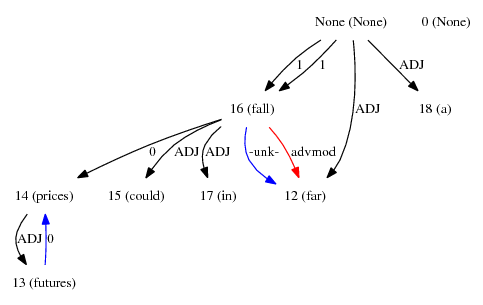 None (None) 0 (None)
1 1 ADJ
16 (fall) ADJ 18 (a)
0 ADJ ADJ -unk- advmod
14 (prices) 15 (could) 17 (in) 12 (far)
ADJ 0
13 (futures)